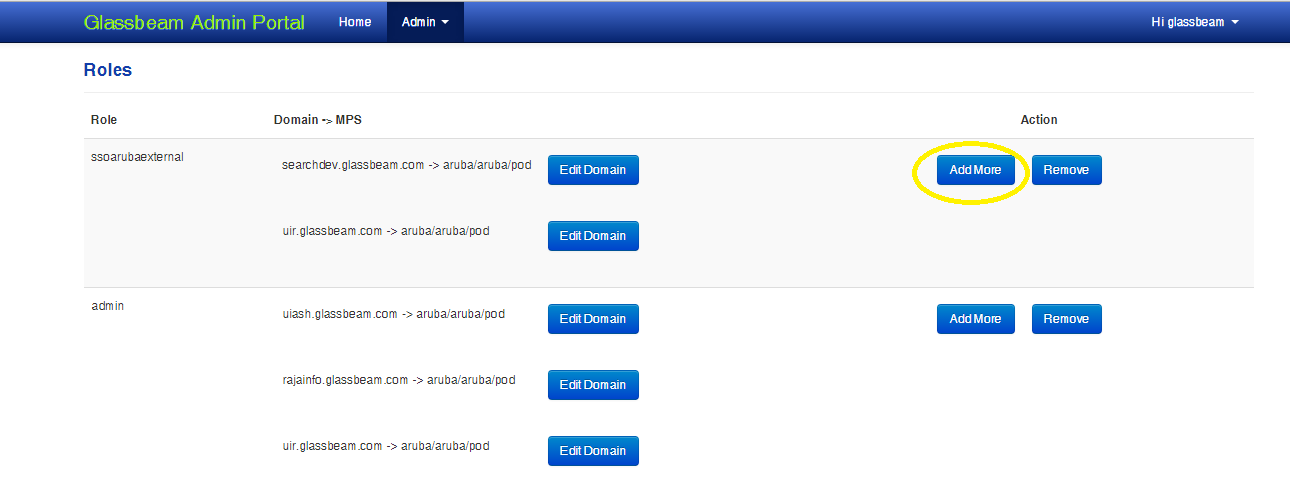 Glassbeam Admin Portal Home Admin Hi glassbeam
Roles
Role Domain -> MPS Action
ssoarubaexternal searchdev.glassbeam.com -> aruba/aruba/pod Edit Domain Add More Remove
uir.glassbeam.com -> aruba/aruba/pod Edit Domain
admin uiash.glassbeam.com -> aruba/aruba/pod Edit Domain Add More Remove
rajainfo.glassbeam.com -> aruba/aruba/pod Edit Domain
uir.glassbeam.com -> aruba/aruba/pod Edit Domain